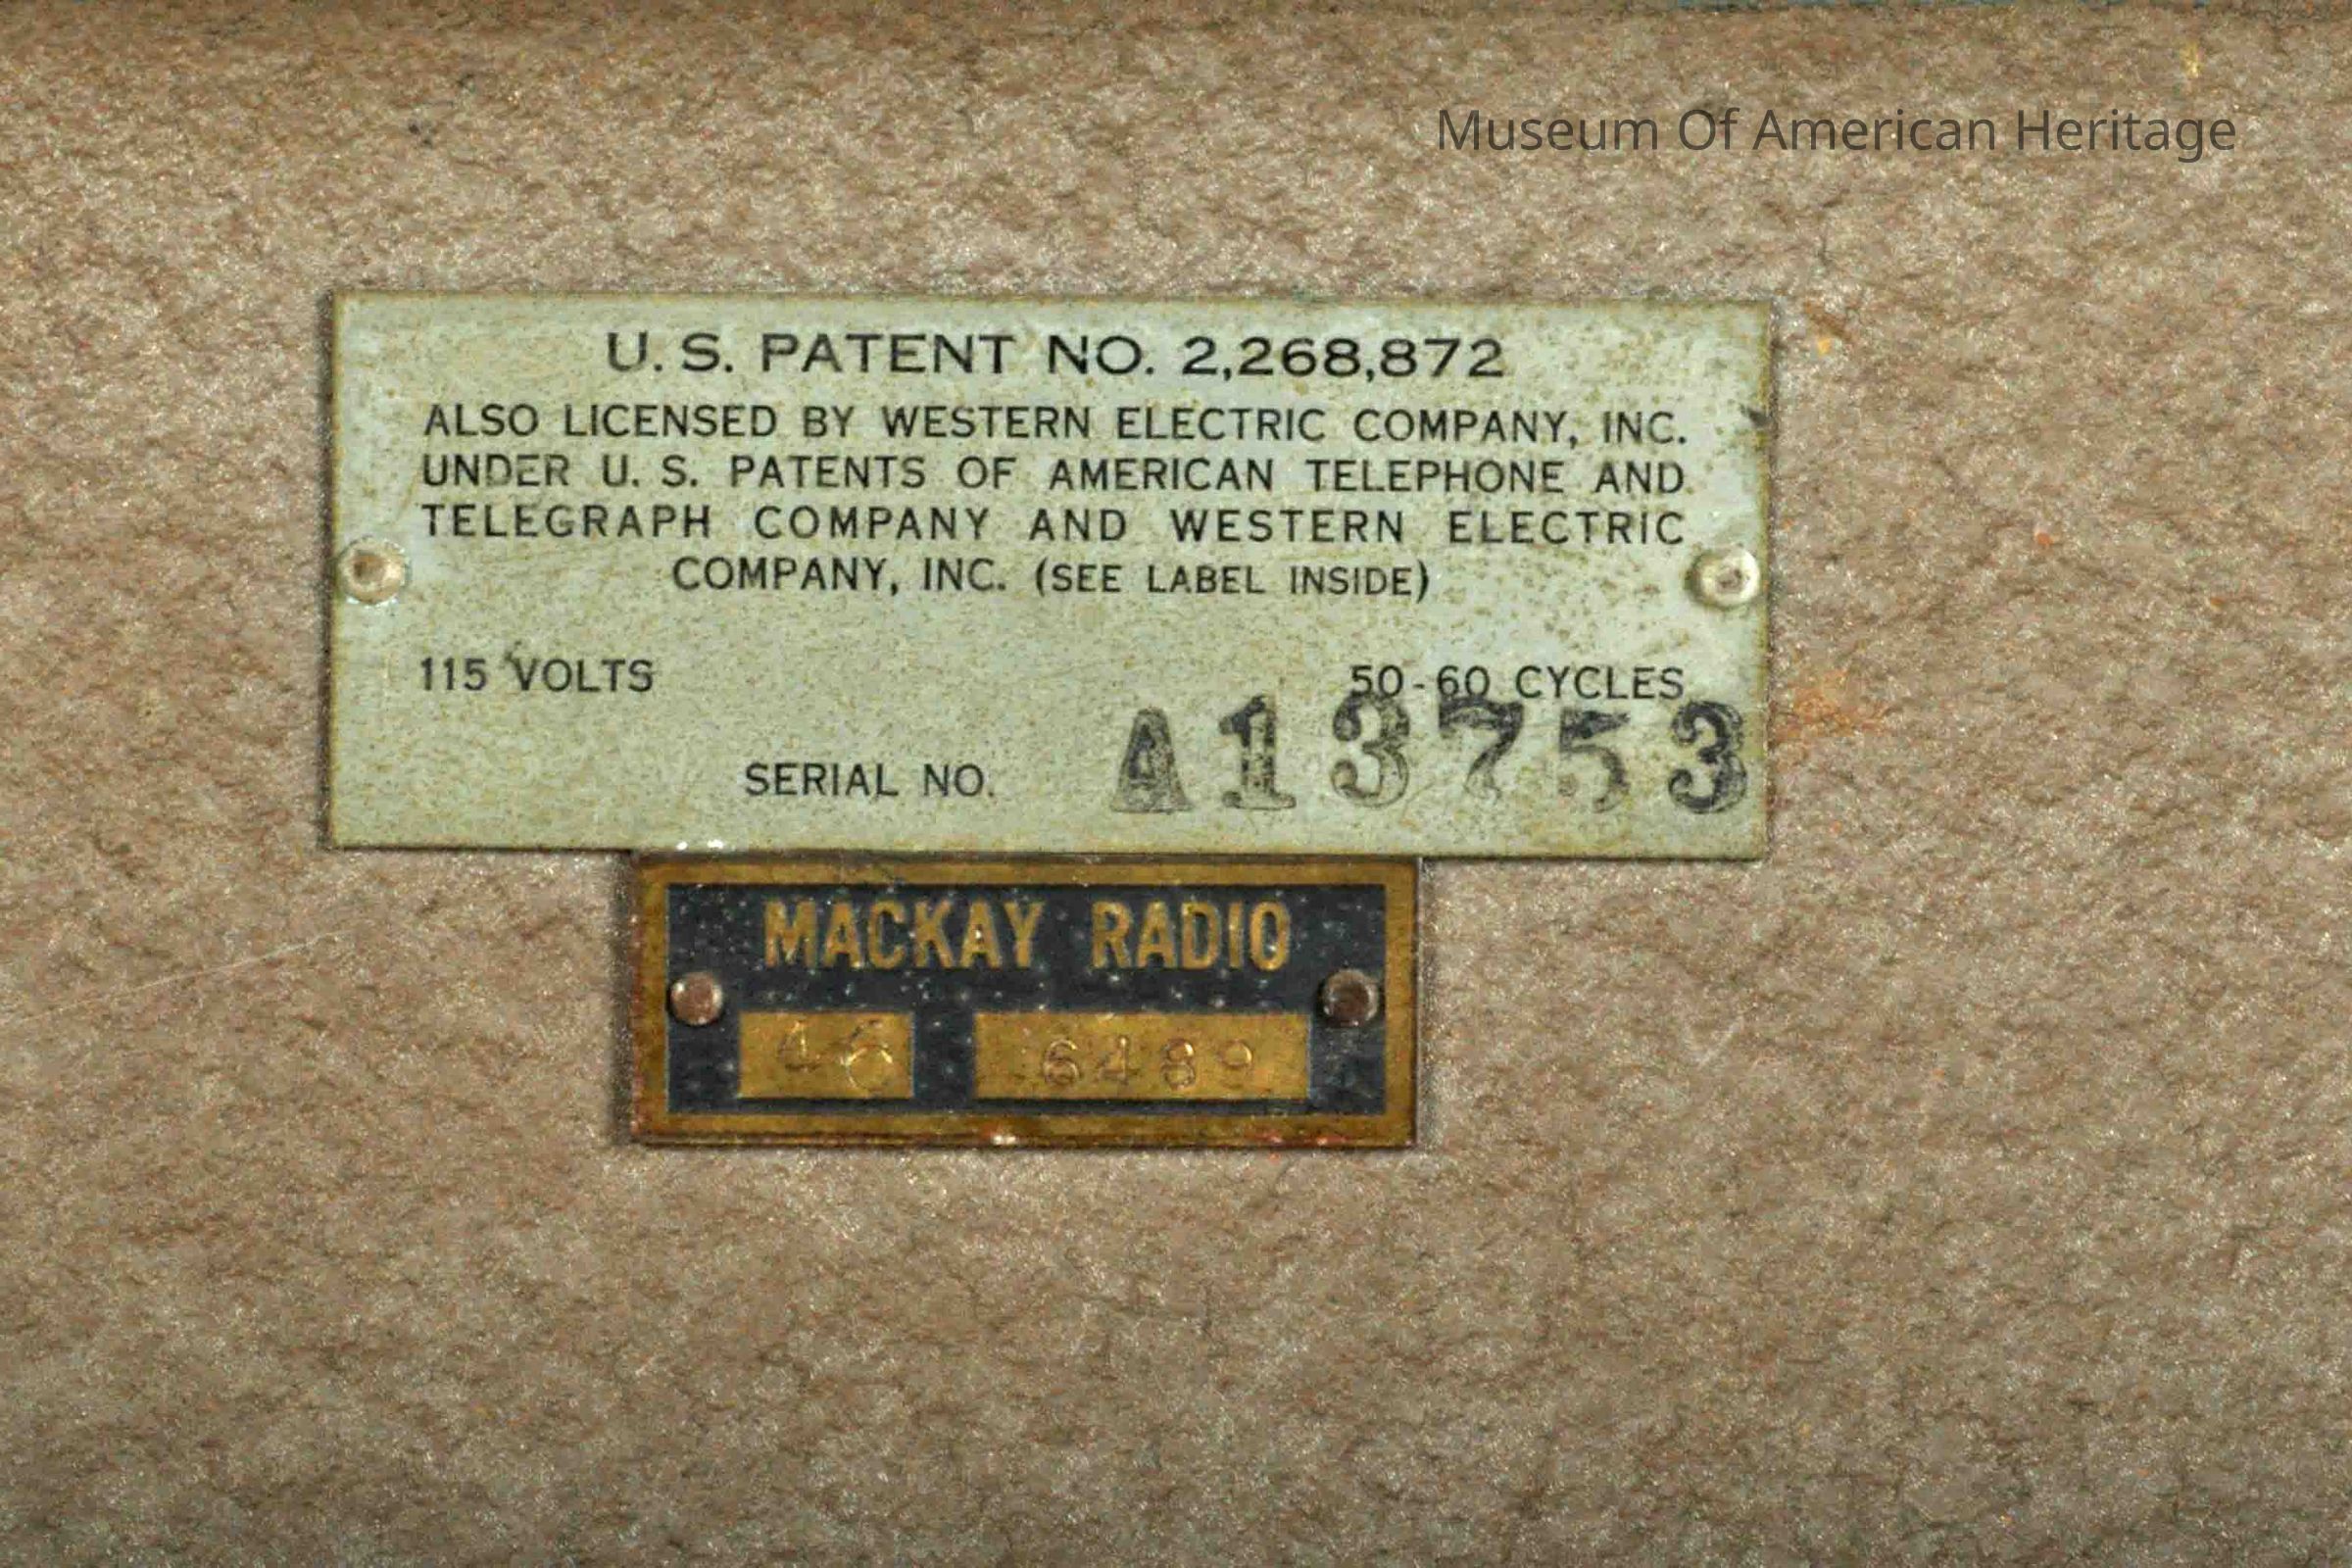 Museum Of American Heritage
U. S. PATENT NO. 2,268,872
ALSO LICENSED BY WESTERN ELECTRIC COMPANY, INC.
UNDER U. S. PATENTS OF AMERICAN TELEPHONE AND
TELEGRAPH COMPANY AND WESTERN ELECTRIC
COMPANY, INC. (SEE LABEL INSIDE)
115 VOLTS 50-60 CYCLES
SERIAL NO. A13753
MACKAY RADIO
46 6489